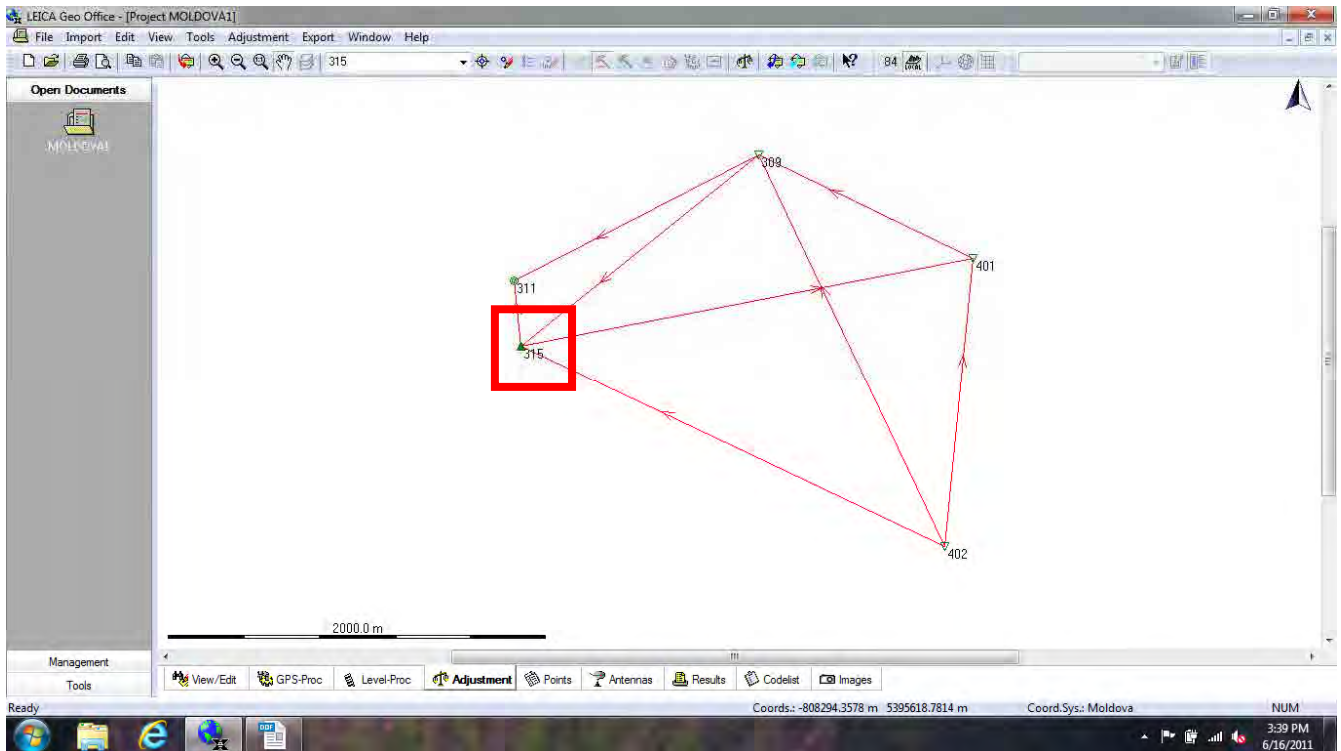 LEICA Geo Office - [Project MOLDOVA1]
File Import Edit View Tools Adjustment Export Window Help
315
84 LOCAL
Open Documents
MOLDOVA1
309
401
311
315
402
2000.0 m
Management
Tools
View/Edit GPS-Proc Level-Proc Adjustment Points Antennas Results Codelist Images
Ready Coords.: -808294.3578 m 5395618.7814 m Coord.Sys.: Moldova NUM
3:39 PM
6/16/2011